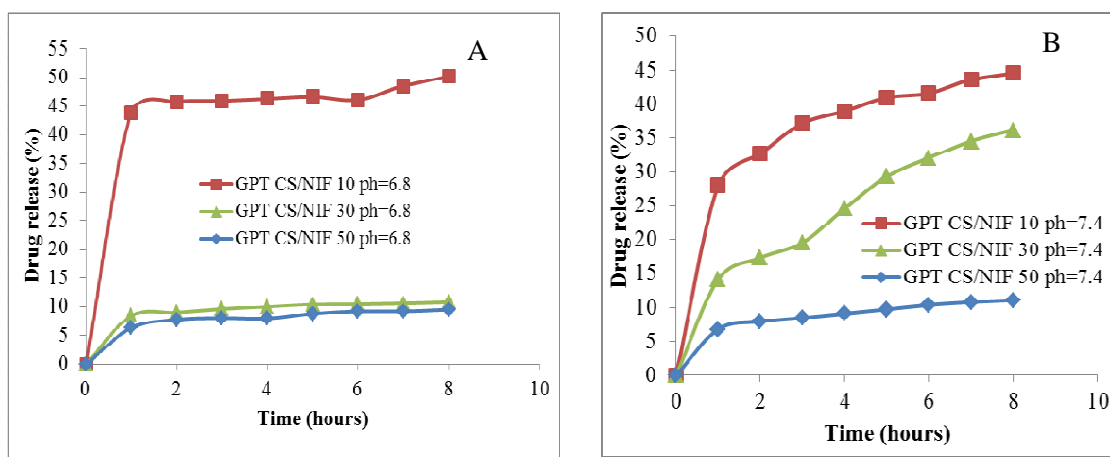 A
Drug release (%)
55
50
45
40
35
30
25
20
15
10
5
0
GPT CS/NIF 10 ph=6.8
GPT CS/NIF 30 ph=6.8
GPT CS/NIF 50 ph=6.8
0 2 4 6 8 10
Time (hours)
B
Drug release (%)
50
45
40
35
30
25
20
15
10
5
0
GPT CS/NIF 10 ph=7.4
GPT CS/NIF 30 ph=7.4
GPT CS/NIF 50 ph=7.4
0 2 4 6 8 10
Time (hours)